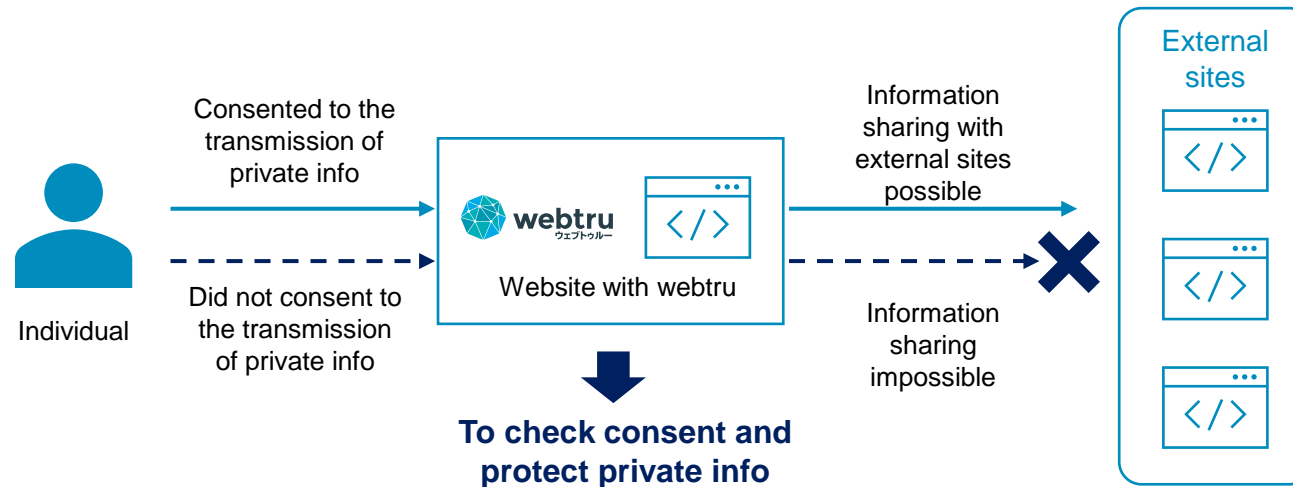 External
sites
Consented to the
transmission of
private info
Information
sharing with
external sites
possible
</>
webtru
ウェブトゥルー
</>
Website with webtru
</>
Individual
Did not consent to
the transmission
of private info
Information
sharing
impossible
</>
To check consent and
protect private info